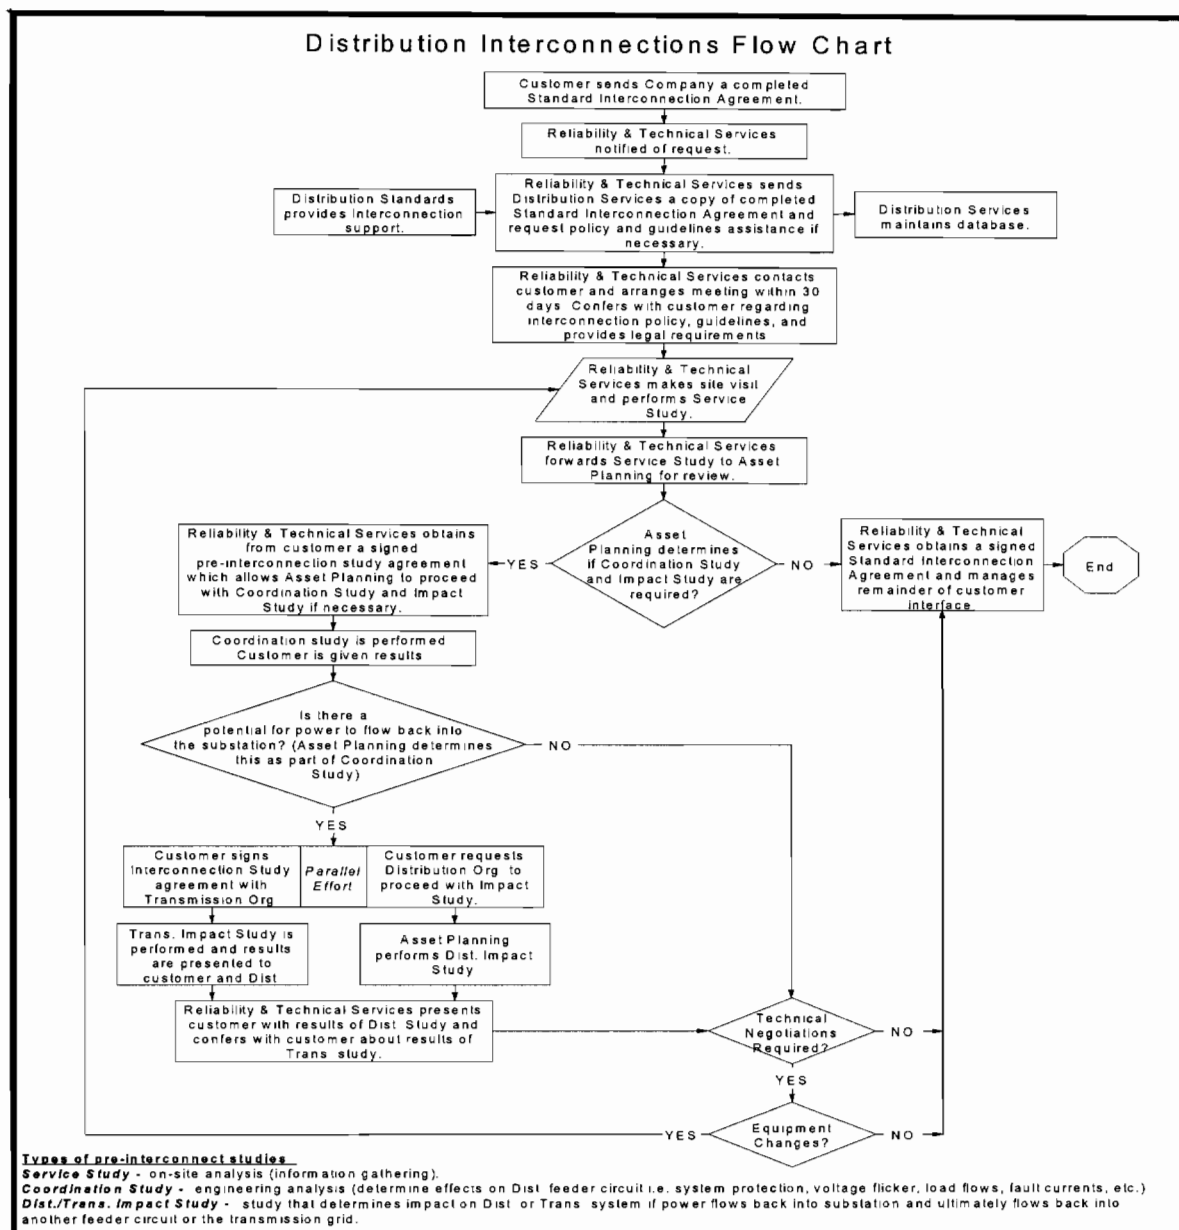 Distribution Interconnections Flow Chart
Customer sends Company a completed
Standard Interconnection Agreement.
Reliability & Technical Services
notified of request.
Distribution Standards
provides Interconnection
support.
Reliability & Technical Services sends
Distribution Services a copy of completed
Standard Interconnection Agreement and
request policy and guidelines assistance if
necessary.
Distribution Services
maintains database.
Reliability & Technical Services contacts
customer and arranges meeting within 30
days Confers with customer regarding
interconnection policy, guidelines, and
provides legal requirements
Reliability & Technical
Services makes site visit
and performs Service
Study.
Reliability & Technical Services
forwards Service Study to Asset
Planning for review.
Asset
Planning determines
if Coordination Study
and Impact Study are
required?
YES
NO
Reliability & Technical Services obtains
from customer a signed
pre-interconnection study agreement
which allows Asset Planning to proceed
with Coordination Study and Impact
Study if necessary.
Reliability & Technical
Services obtains a signed
Standard Interconnection
Agreement and manages
remainder of customer
interface
End
Coordination study is performed
Customer is given results
Is there a
potential for power to flow back into
the substation? (Asset Planning determines
this as part of Coordination
Study)
NO
YES
Customer signs
Interconnection Study
agreement with
Transmission Org
Parallel
Effort
Customer requests
Distribution Org to
proceed with Impact
Study.
Trans. Impact Study is
performed and results
are presented to
customer and Dist
Asset Planning
performs Dist. Impact
Study
Reliability & Technical Services presents
customer with results of Dist Study and
confers with customer about results of
Trans study.
Technical
Negotiations
Required?
NO
YES
Equipment
Changes?
YES
NO
Types of pre-interconnect studies
Service Study - on-site analysis (information gathering).
Coordination Study - engineering analysis (determine effects on Dist feeder circuit i.e. system protection, voltage flicker, load flows, fault currents, etc.)
Dist./Trans. Impact Study - study that determines impact on Dist or Trans system if power flows back into substation and ultimately flows back into
another feeder circuit or the transmission grid.